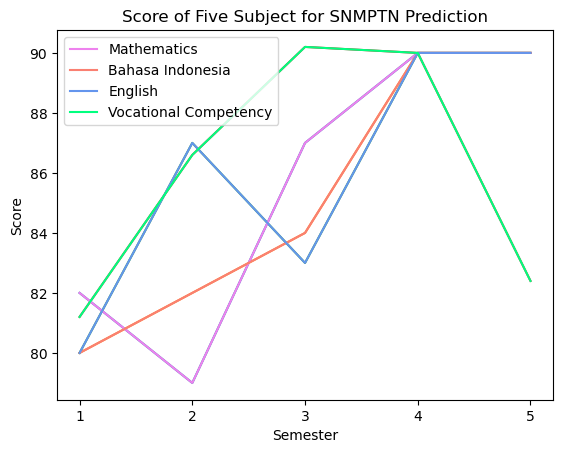 Score of Five Subject for SNMPTN Prediction
Mathematics
Bahasa Indonesia
English
Vocational Competency
Score
90
88
86
84
82
80
1 2 3 4 5
Semester